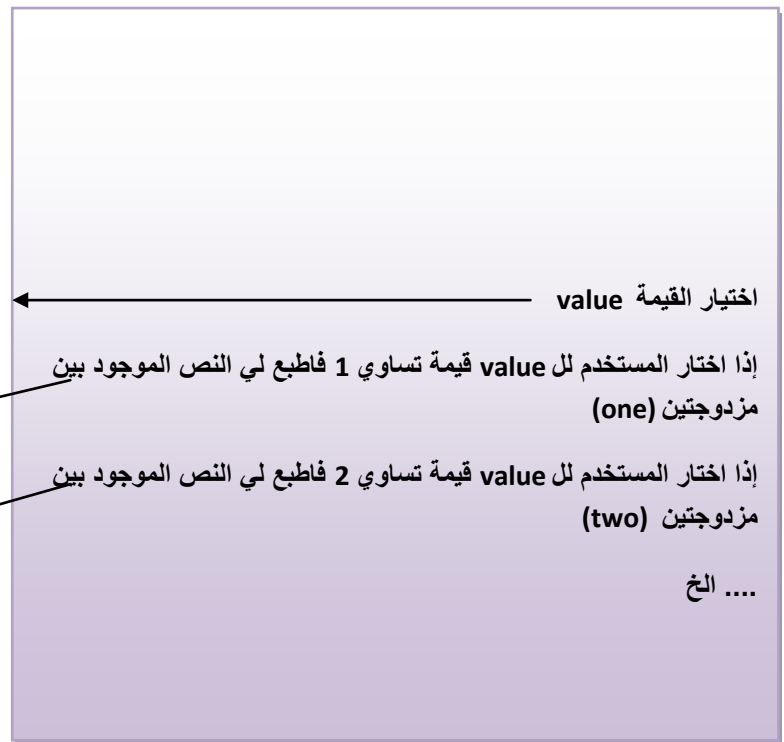 اختيار القيمة value
إذا اختار المستخدم لل value قيمة تساوي 1 فاطبع لي النص الموجود بين
مزدوجتين (one)
إذا اختار المستخدم لل value قيمة تساوي 2 فاطبع لي النص الموجود بين
مزدوجتين (two)
.... الخ